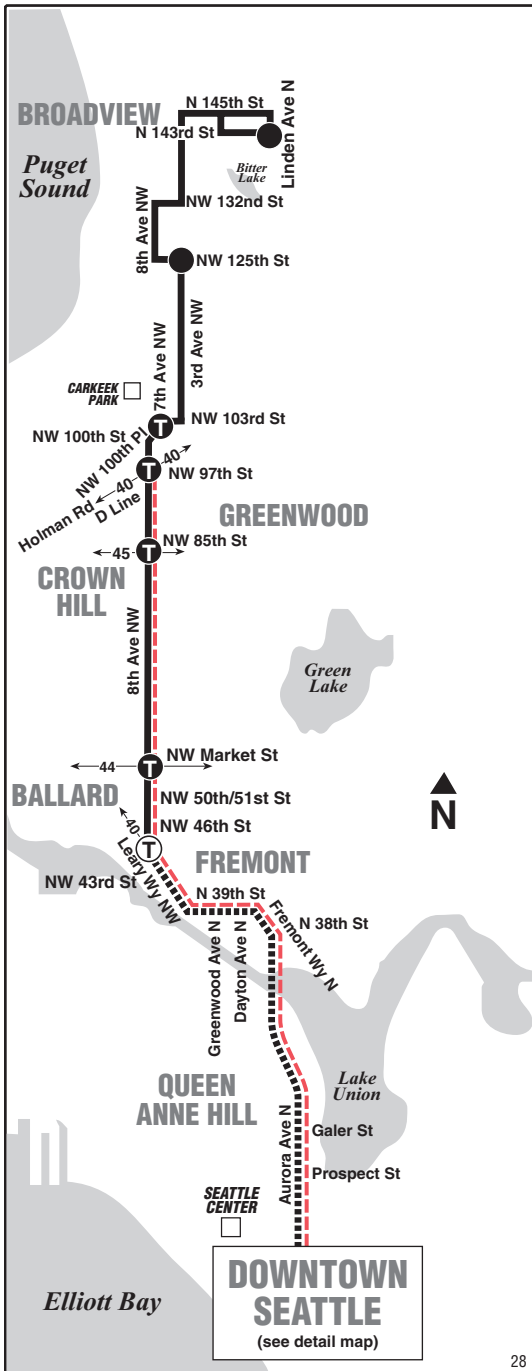 N 145th St
BROADVIEW
N 143rd St
Linden Ave N
Puget
Sound
Bitter
Lake
NW 132nd St
8th Ave NW
NW 125th St
3rd Ave NW
7th Ave NW
CARKEEK
PARK
NW 103rd St
NW 100th St
NW 100th Pl
T
40
40
T
NW 97th St
Holman Rd
D Line
GREENWOOD
45
T
NW 85th St
CROWN
HILL
8th Ave NW
Green
Lake
44
T
NW Market St
BALLARD
NW 50th/51st St
N
40
NW 46th St
T
Leary Wy NW
FREMONT
NW 43rd St
N 39th St
Fremont Wy N
N 38th St
Greenwood Ave N
Dayton Ave N
QUEEN
ANNE HILL
Lake
Union
Aurora Ave N
Galer St
Prospect St
SEATTLE
CENTER
Elliott Bay
DOWNTOWN
SEATTLE
(see detail map)
28